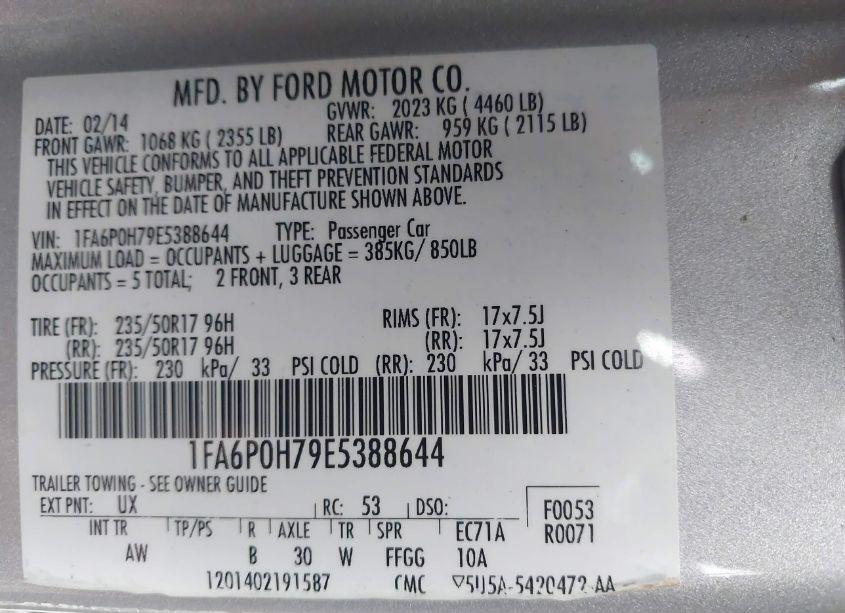 MFD. BY FORD MOTOR CO.
DATE: 02/14 GVWR: 2023 KG ( 4460 LB)
FRONT GAWR: 1068 KG ( 2355 LB) REAR GAWR: 959 KG ( 2115 LB)
THIS VEHICLE CONFORMS TO ALL APPLICABLE FEDERAL MOTOR
VEHICLE SAFETY, BUMPER, AND THEFT PREVENTION STANDARDS
IN EFFECT ON THE DATE OF MANUFACTURE SHOWN ABOVE.
VIN: 1FA6P0H79E5388644 TYPE: Passenger Car
MAXIMUM LOAD = OCCUPANTS + LUGGAGE = 385KG/ 850LB
OCCUPANTS = 5 TOTAL; 2 FRONT, 3 REAR
TIRE (FR): 235/50R17 96H RIMS (FR): 17x7.5J
(RR): 235/50R17 96H (RR): 17x7.5J
PRESSURE (FR): 230 kPa/ 33 PSI COLD (RR): 230 kPa/ 33 PSI COLD
1FA6P0H79E5388644
TRAILER TOWING - SEE OWNER GUIDE
EXT PNT: UX RC: 53 DSO: F0053
INT TR TP/PS R AXLE TR SPR EC71A R0071
AW B 30 W FFGG 10A
1201402191587 CMC ▽5U5A-5420472-AA